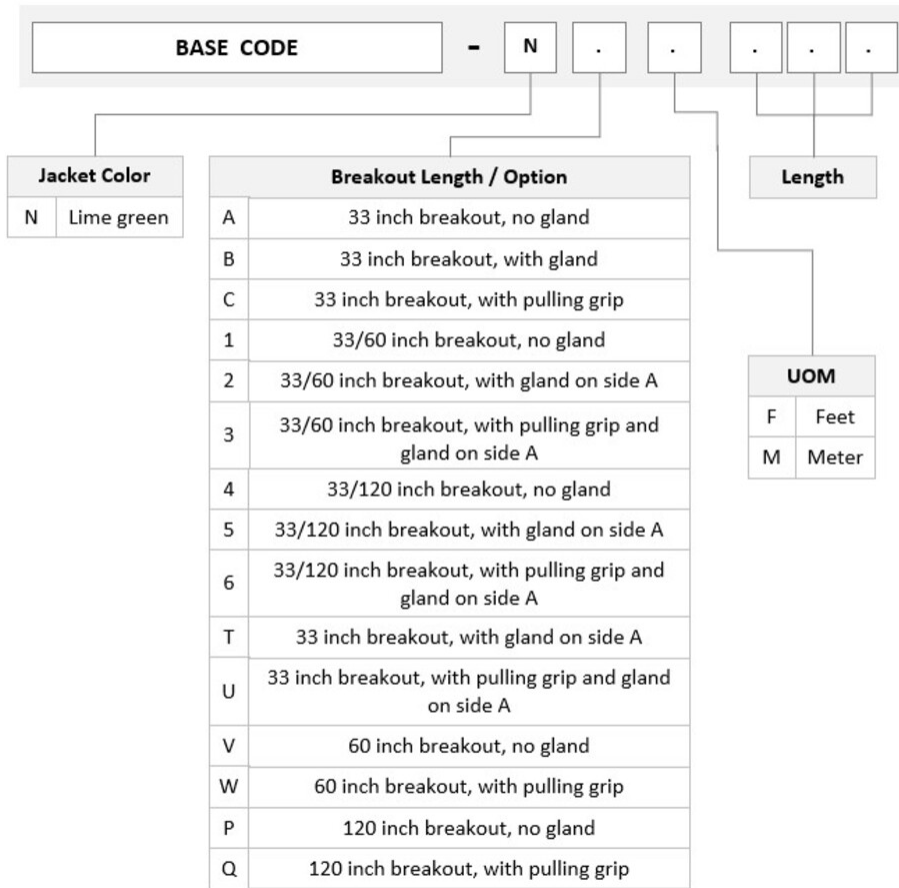 BASE CODE - N . . . . .
Jacket Color
N Lime green
Breakout Length / Option
A 33 inch breakout, no gland
B 33 inch breakout, with gland
C 33 inch breakout, with pulling grip
1 33/60 inch breakout, no gland
2 33/60 inch breakout, with gland on side A
3 33/60 inch breakout, with pulling grip and
gland on side A
4 33/120 inch breakout, no gland
5 33/120 inch breakout, with gland on side A
6 33/120 inch breakout, with pulling grip and
gland on side A
T 33 inch breakout, with gland on side A
U 33 inch breakout, with pulling grip and gland
on side A
V 60 inch breakout, no gland
W 60 inch breakout, with pulling grip
P 120 inch breakout, no gland
Q 120 inch breakout, with pulling grip
Length
UOM
F Feet
M Meter